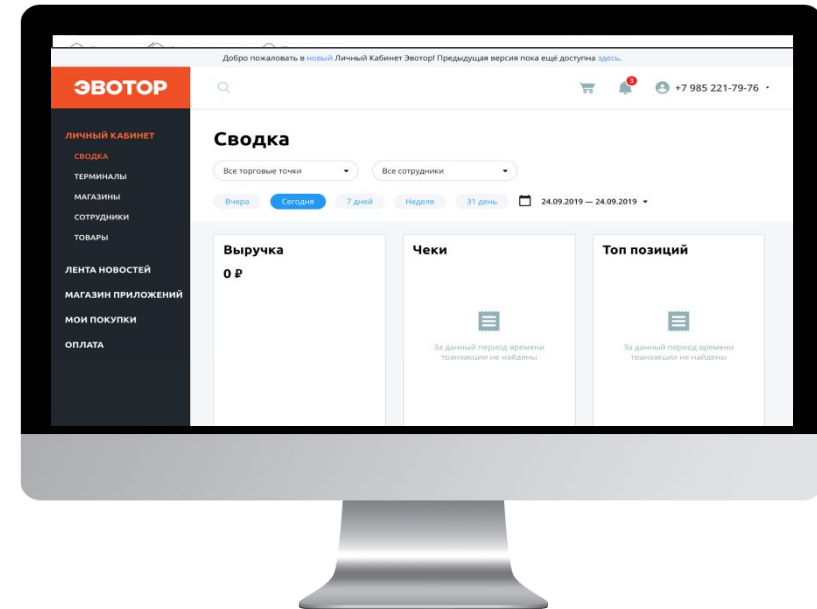 Добро пожаловать в новый Личный Кабинет Эвотор! Предыдущая версия пока ещё доступна здесь.
ЭВОТОР
3
+7 985 221-79-76
ЛИЧНЫЙ КАБИНЕТ
СВОДКА
ТЕРМИНАЛЫ
МАГАЗИНЫ
СОТРУДНИКИ
ТОВАРЫ
ЛЕНТА НОВОСТЕЙ
МАГАЗИН ПРИЛОЖЕНИЙ
МОИ ПОКУПКИ
ОПЛАТА
Сводка
Все торговые точки
Все сотрудники
Вчера Сегодня 7 дней Неделя 31 день 24.09.2019 — 24.09.2019
Выручка
0 ₽
Чеки
За данный период времени
транзакции не найдены
Топ позиций
За данный период времени
транзакции не найдены